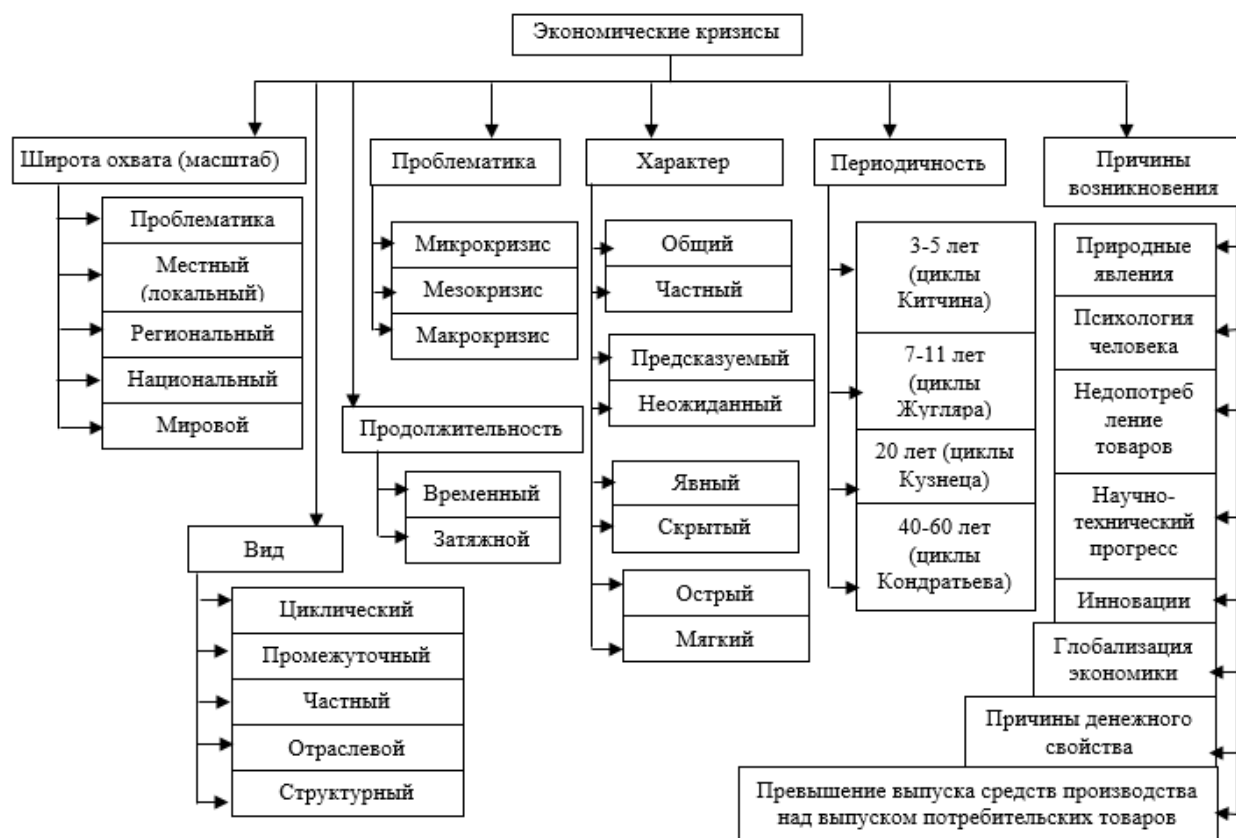 Экономические кризисы
Широта охвата (масштаб)
Проблематика
Местный
(локальный)
Региональный
Национальный
Мировой
Вид
Циклический
Промежуточный
Частный
Отраслевой
Структурный
Продолжительность
Временный
Затяжной
Проблематика
Микрокризис
Мезокризис
Макрокризис
Характер
Общий
Частный
Предсказуемый
Неожиданный
Явный
Скрытый
Острый
Мягкий
Периодичность
3-5 лет
(циклы
Китчина)
7-11 лет
(циклы
Жугляра)
20 лет (циклы
Кузнеца)
40-60 лет
(циклы
Кондратьева)
Причины
возникновения
Природные
явления
Психология
человека
Недопотреб
ление
товаров
Научно-
технический
прогресс
Инновации
Глобализация
экономики
Причины денежного
свойства
Превышение выпуска средств производства
над выпуском потребительских товаров